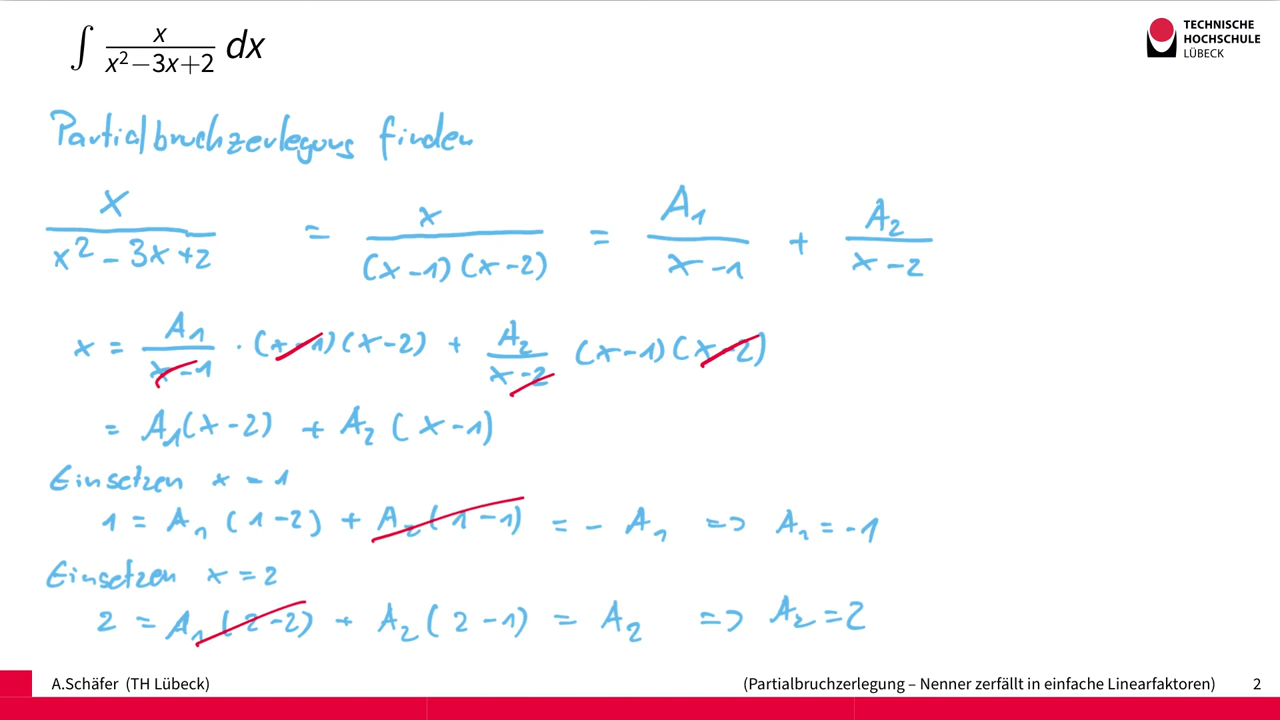 ∫ x/(x²−3x+2) dx
TECHNISCHE
HOCHSCHULE
LÜBECK
Partialbruchzerlegung finden
x/(x² − 3x + 2) = x/((x−1)(x−2)) = A₁/(x−1) + A₂/(x−2)
x = A₁/(x−1) · (x−1)(x−2) + A₂/(x−2) (x−1)(x−2)
= A₁(x−2) + A₂(x−1)
Einsetzen x = 1
1 = A₁(1−2) + A₂(1−1) = − A₁ => A₁ = −1
Einsetzen x = 2
2 = A₁(2−2) + A₂(2−1) = A₂ => A₂ = 2
A.Schäfer (TH Lübeck)
(Partialbruchzerlegung – Nenner zerfällt in einfache Linearfaktoren)
2